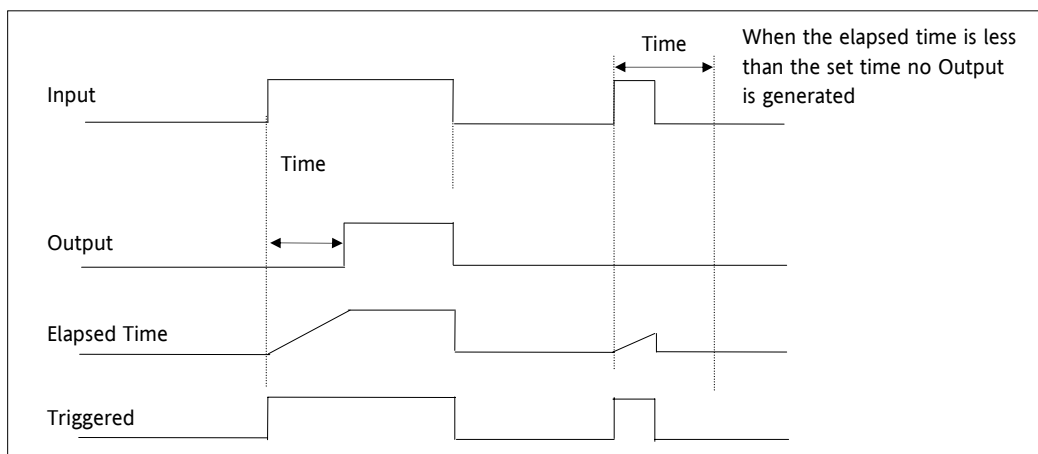 Time
When the elapsed time is less
than the set time no Output
is generated
Input
Time
Output
Elapsed Time
Triggered